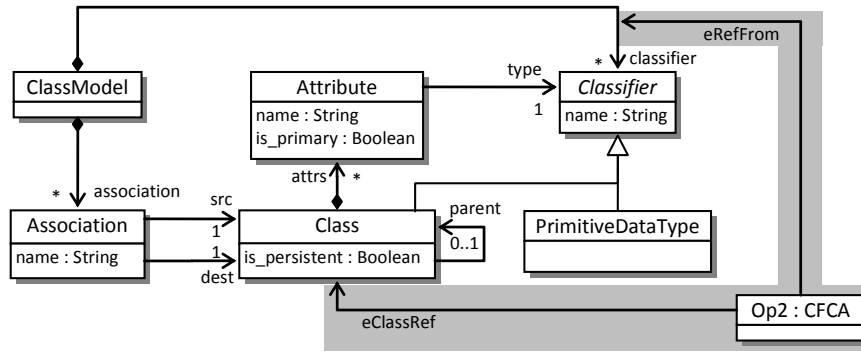 eRefFrom
* classifier
ClassModel
Attribute
type
Classifier
name : String
is_primary : Boolean
1
name : String
* association
attrs *
Association
name : String
src
1
1
dest
Class
is_persistent : Boolean
parent
0..1
PrimitiveDataType
eClassRef
Op2 : CFCA